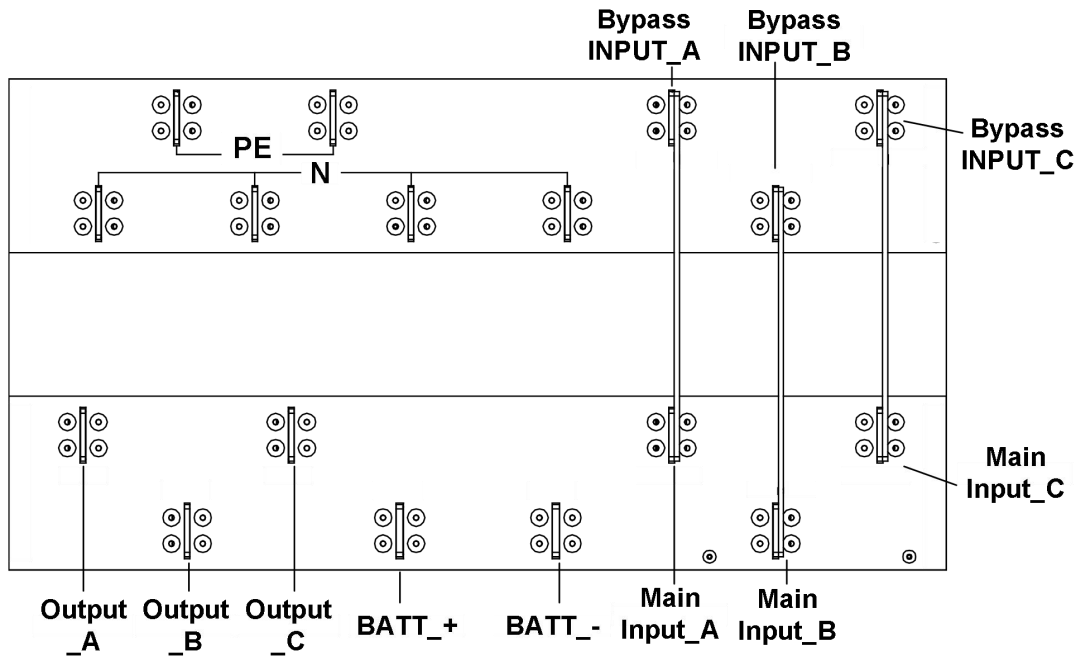 Bypass
INPUT_A
Bypass
INPUT_B
Bypass
INPUT_C
PE
N
Main
Input_C
Output
_A
Output
_B
Output
_C
BATT_+
BATT_-
Main
Input_A
Main
Input_B